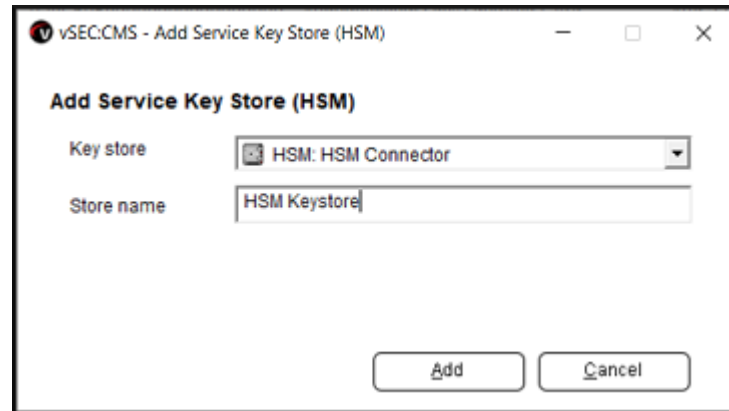 vSEC:CMS - Add Service Key Store (HSM)
Add Service Key Store (HSM)
Key store HSM: HSM Connector
Store name HSM Keystore
Add Cancel